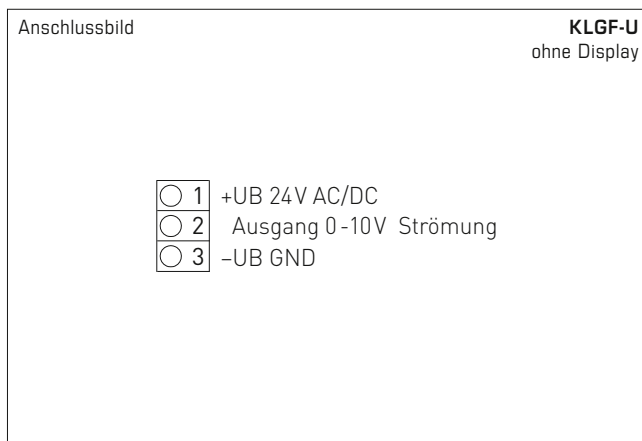 Anschlussbild
KLGF-U
ohne Display
1 +UB 24V AC/DC
2 Ausgang 0-10V Strömung
3 –UB GND